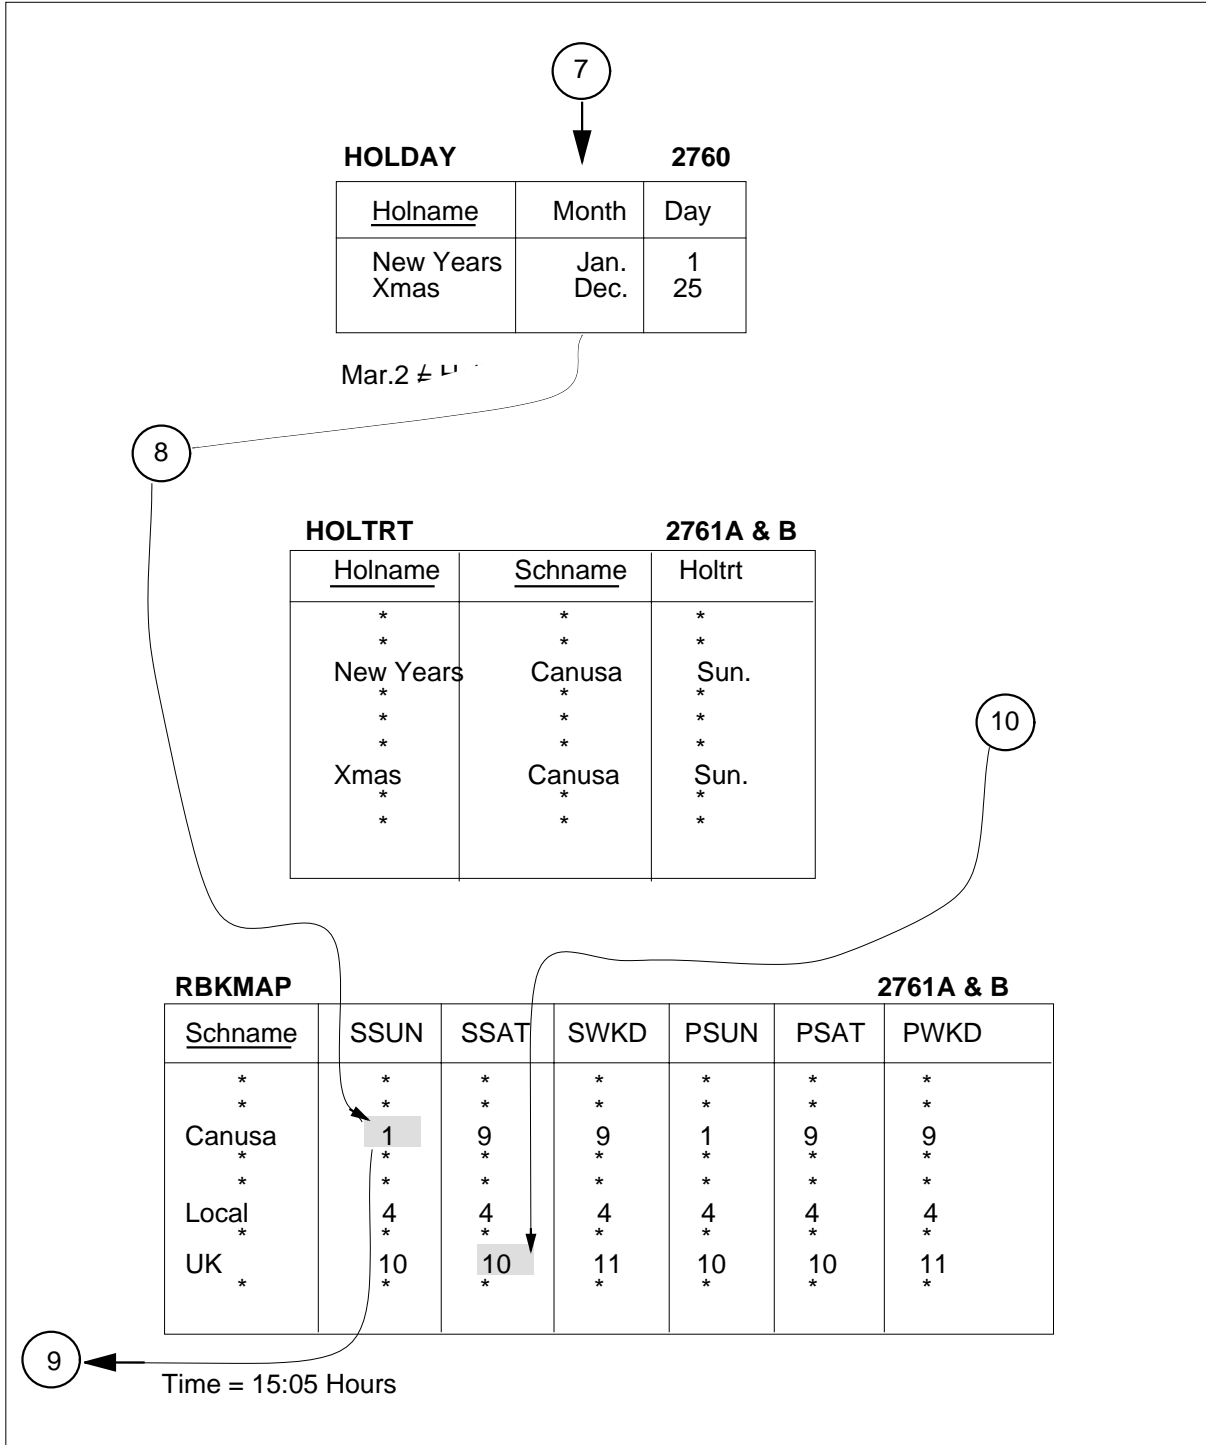 7
HOLDAY 2760
Holname Month Day
New Years Jan. 1
Xmas Dec. 25
Mar.2 ≠
8
HOLTRT 2761A & B
Holname Schname Holtrt
* * *
* * *
New Years Canusa Sun.
* * *
* * *
* * *
Xmas Canusa Sun.
* * *
* * *
10
RBKMAP 2761A & B
Schname SSUN SSAT SWKD PSUN PSAT PWKD
* * * * * * *
* * * * * * *
Canusa 1 9 9 1 9 9
* * * * * * *
* * * * * * *
Local 4 4 4 4 4 4
* * * * * * *
UK 10 10 11 10 10 11
* * * * * * *
9
Time = 15:05 Hours